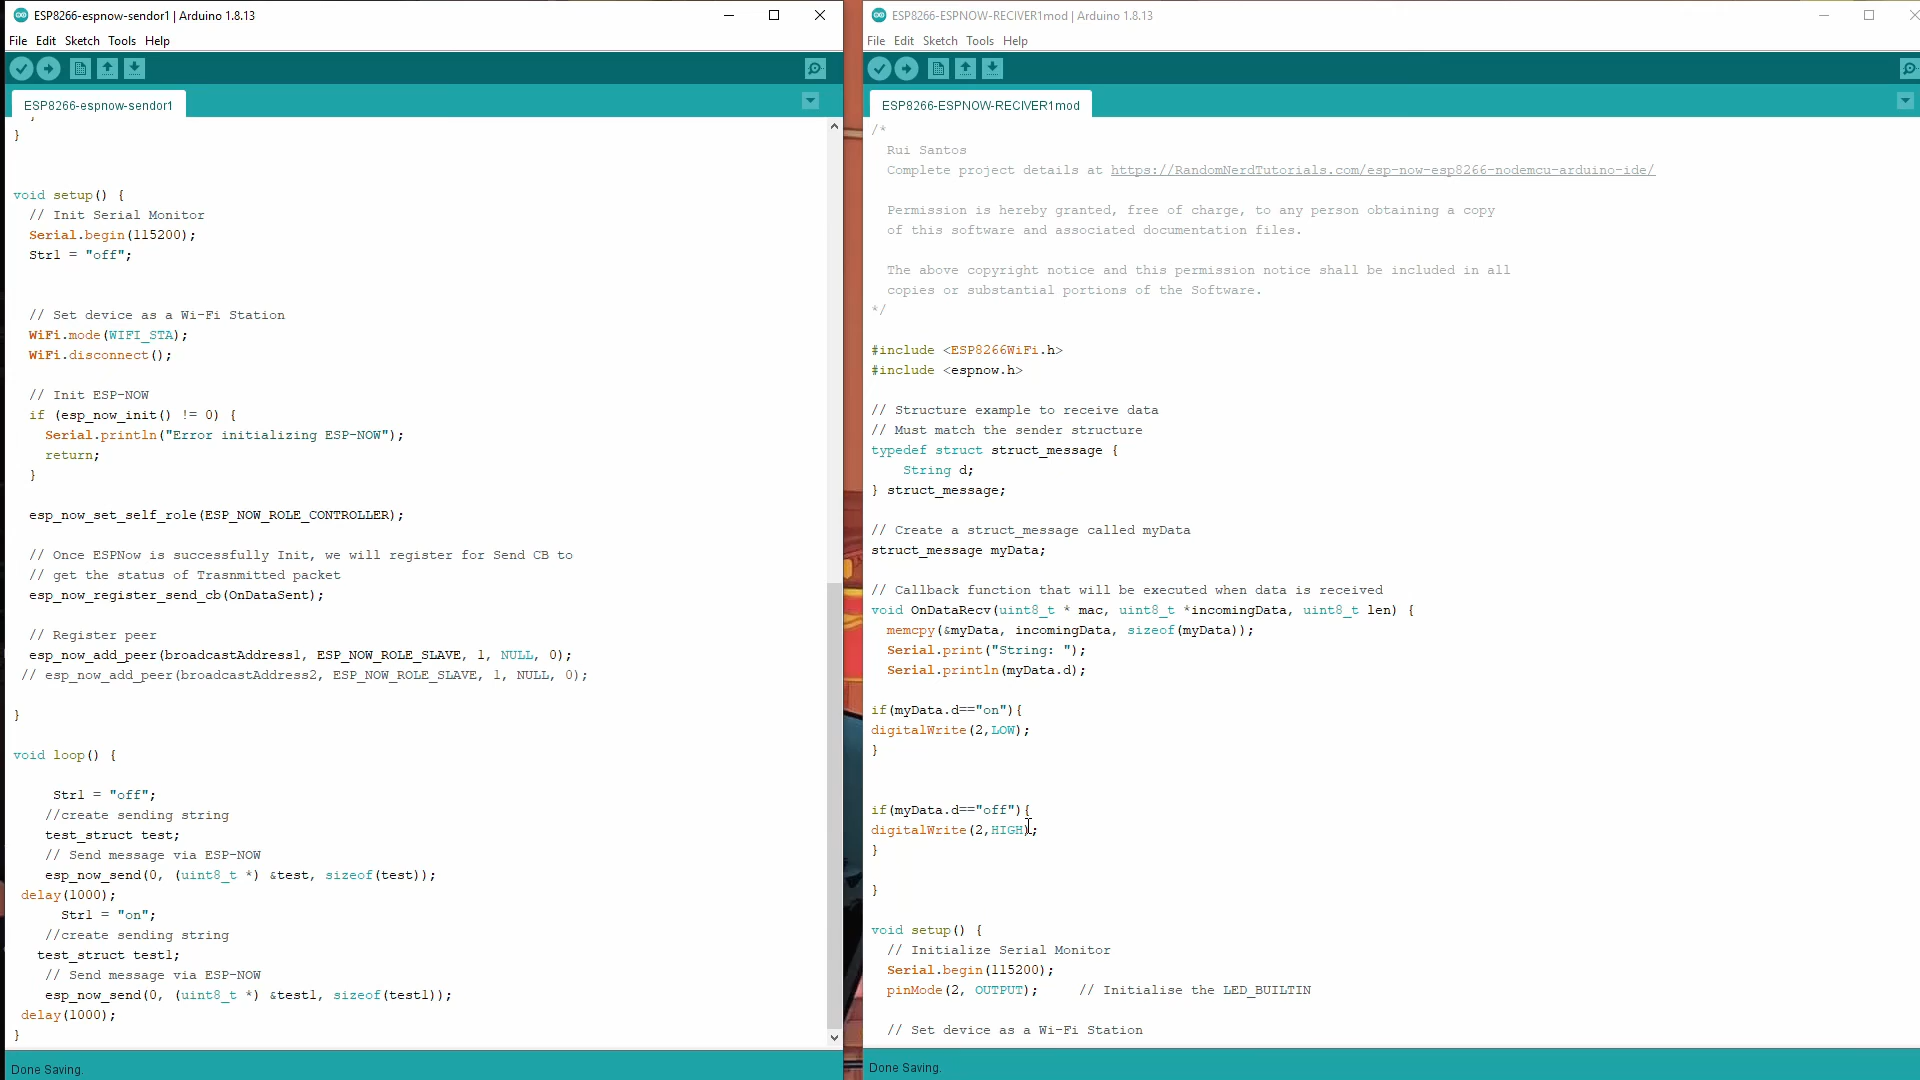 ESP8266-espnow-sendor1 | Arduino 1.8.13
File Edit Sketch Tools Help
ESP8266-espnow-sendor1
}
}
void setup() {
// Init Serial Monitor
Serial.begin(115200);
Str1 = "off";
// Set device as a Wi-Fi Station
WiFi.mode(WIFI_STA);
WiFi.disconnect();
// Init ESP-NOW
if (esp_now_init() != 0) {
Serial.println("Error initializing ESP-NOW");
return;
}
esp_now_set_self_role(ESP_NOW_ROLE_CONTROLLER);
// Once ESPNow is successfully Init, we will register for Send CB to
// get the status of Trasnmitted packet
esp_now_register_send_cb(OnDataSent);
// Register peer
esp_now_add_peer(broadcastAddress1, ESP_NOW_ROLE_SLAVE, 1, NULL, 0);
// esp_now_add_peer(broadcastAddress2, ESP_NOW_ROLE_SLAVE, 1, NULL, 0);
}
void loop() {
Str1 = "off";
//create sending string
test_struct test;
// Send message via ESP-NOW
esp_now_send(0, (uint8_t *) &test, sizeof(test));
delay(1000);
Str1 = "on";
//create sending string
test_struct test1;
// Send message via ESP-NOW
esp_now_send(0, (uint8_t *) &test1, sizeof(test1));
delay(1000);
}
Done Saving.
ESP8266-ESPNOW-RECIVER1mod | Arduino 1.8.13
File Edit Sketch Tools Help
ESP8266-ESPNOW-RECIVER1mod
/*
Rui Santos
Complete project details at https://RandomNerdTutorials.com/esp-now-esp8266-nodemcu-arduino-ide/
Permission is hereby granted, free of charge, to any person obtaining a copy
of this software and associated documentation files.
The above copyright notice and this permission notice shall be included in all
copies or substantial portions of the Software.
*/
#include <ESP8266WiFi.h>
#include <espnow.h>
// Structure example to receive data
// Must match the sender structure
typedef struct struct_message {
String d;
} struct_message;
// Create a struct_message called myData
struct_message myData;
// Callback function that will be executed when data is received
void OnDataRecv(uint8_t * mac, uint8_t *incomingData, uint8_t len) {
memcpy(&myData, incomingData, sizeof(myData));
Serial.print("String: ");
Serial.println(myData.d);
if(myData.d=="on"){
digitalWrite(2,LOW);
}
if(myData.d=="off"){
digitalWrite(2,HIGH);
}
}
void setup() {
// Initialize Serial Monitor
Serial.begin(115200);
pinMode(2, OUTPUT); // Initialise the LED_BUILTIN
// Set device as a Wi-Fi Station
Done Saving.